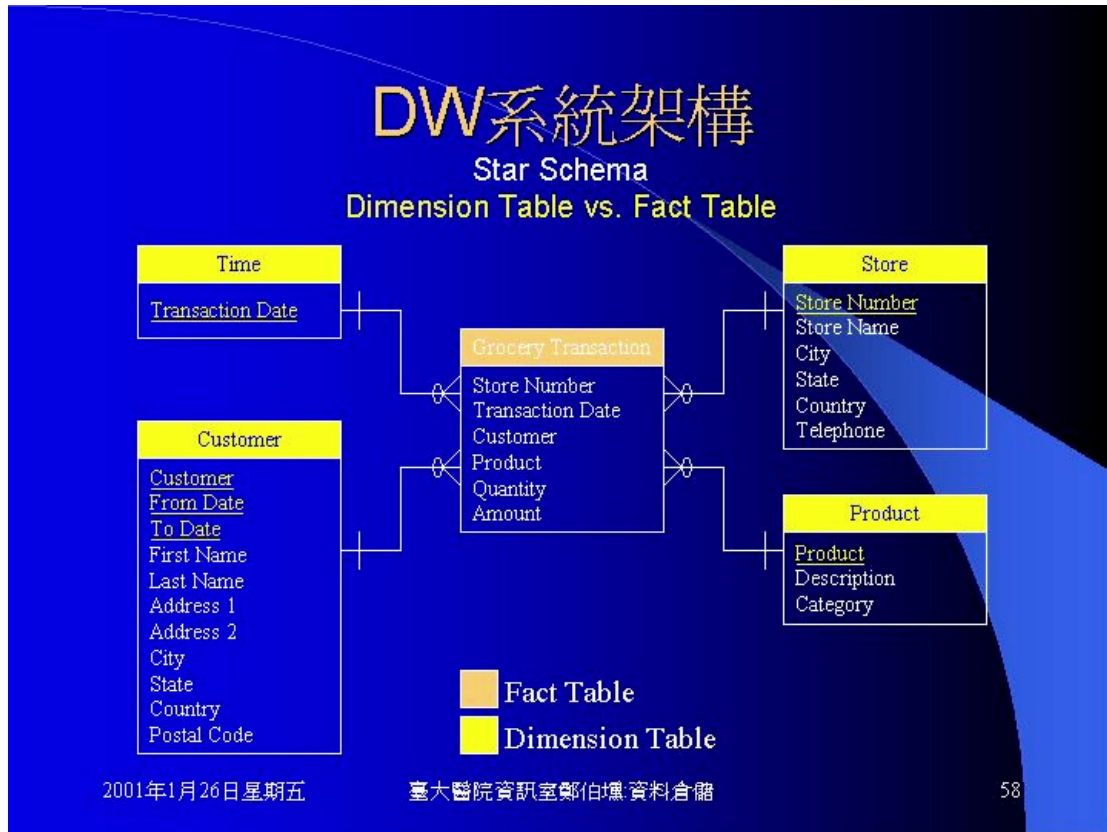 DW系統架構
Star Schema
Dimension Table vs. Fact Table
Time
Transaction Date
Customer
Customer
From Date
To Date
First Name
Last Name
Address 1
Address 2
City
State
Country
Postal Code
Grocery Transaction
Store Number
Transaction Date
Customer
Product
Quantity
Amount
Store
Store Number
Store Name
City
State
Country
Telephone
Product
Product
Description
Category
Fact Table
Dimension Table
2001年1月26日星期五
臺大醫院資訊室鄭伯壎:資料倉儲
58